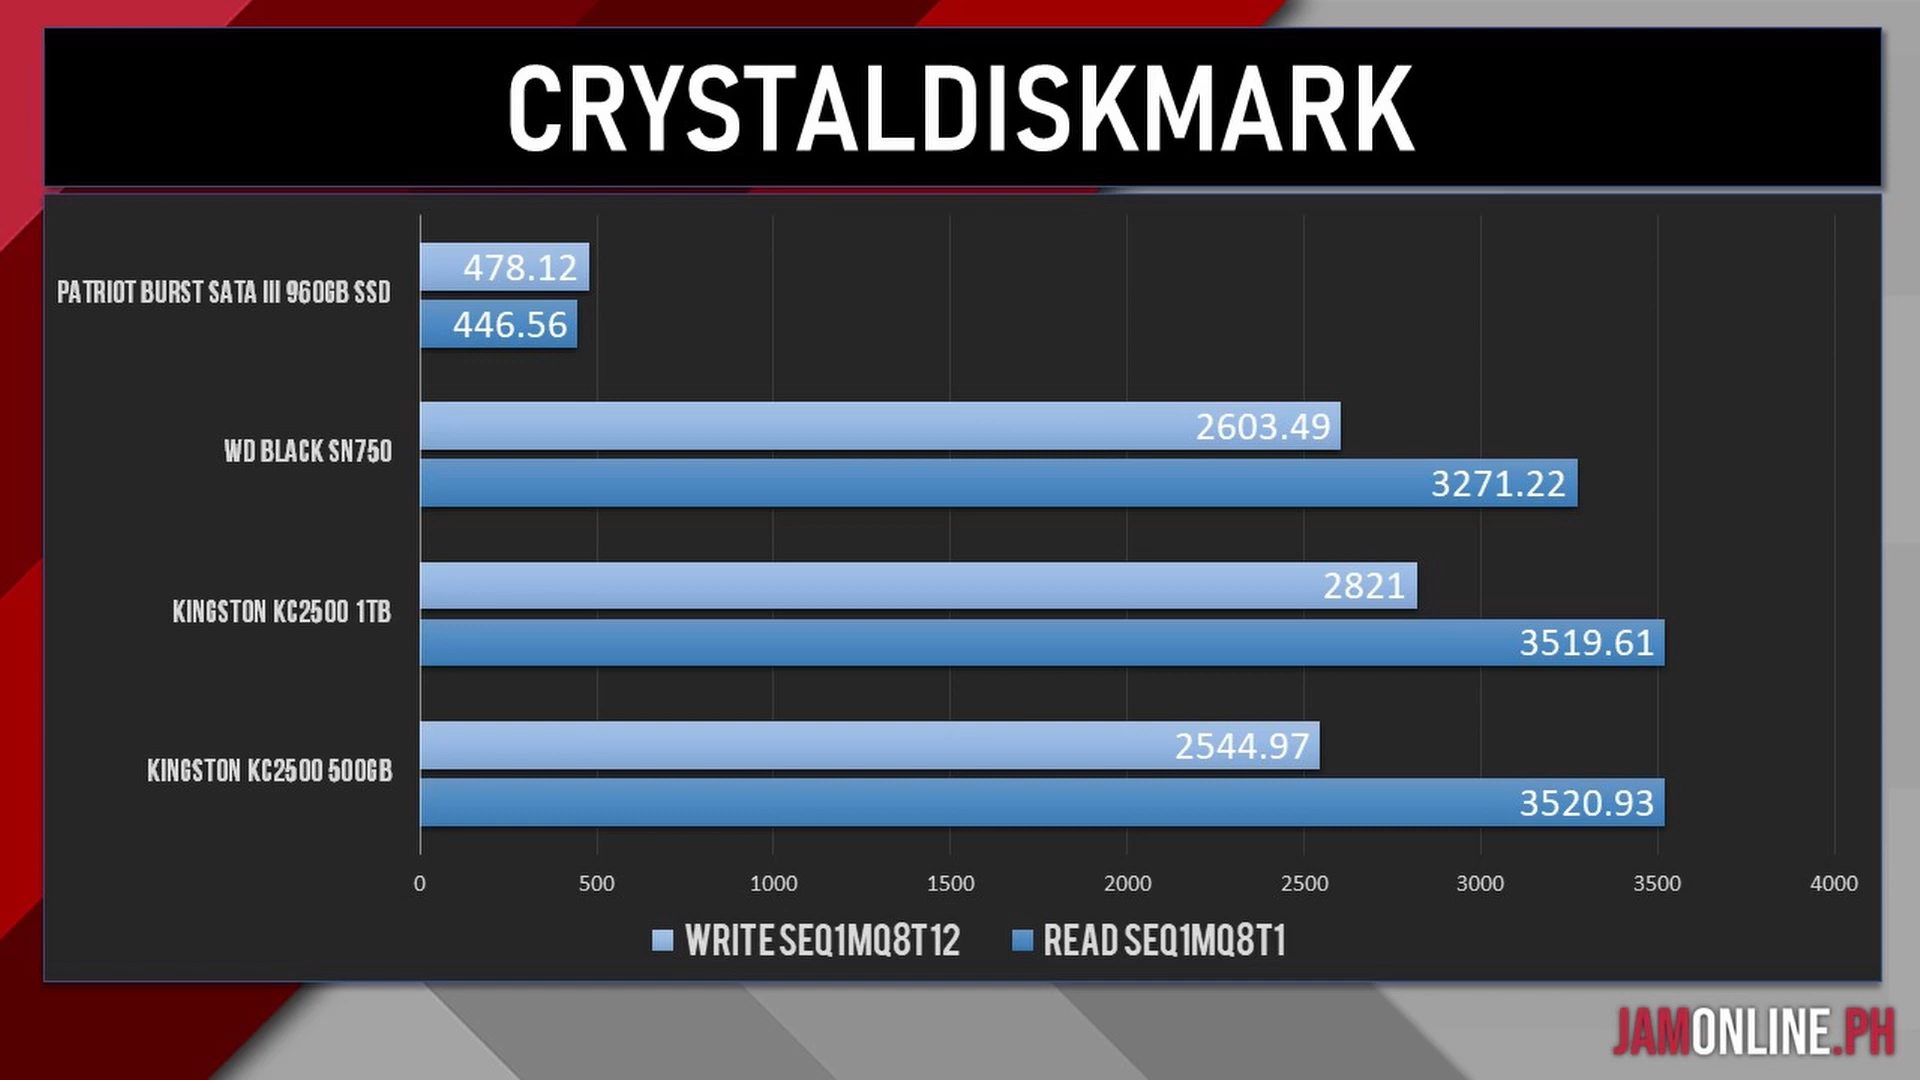 CRYSTALDISKMARK
PATRIOT BURST SATA III 960GB SSD
478.12
446.56
WD BLACK SN750
2603.49
3271.22
KINGSTON KC2500 1TB
2821
3519.61
KINGSTON KC2500 500GB
2544.97
3520.93
0 500 1000 1500 2000 2500 3000 3500 4000
WRITE SEQ1MQ8T12 READ SEQ1MQ8T1
JAMONLINE.PH